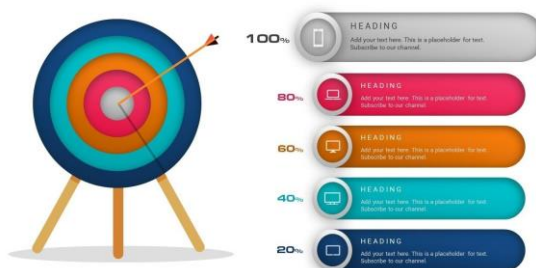 100%
HEADING
Add your text here. This is a placeholder for text.
Subscribe to our channel.
80%
HEADING
Add your text here. This is a placeholder for text.
Subscribe to our channel.
60%
HEADING
Add your text here. This is a placeholder for text.
Subscribe to our channel.
40%
HEADING
Add your text here. This is a placeholder for text.
Subscribe to our channel.
20%
HEADING
Add your text here. This is a placeholder for text.
Subscribe to our channel.